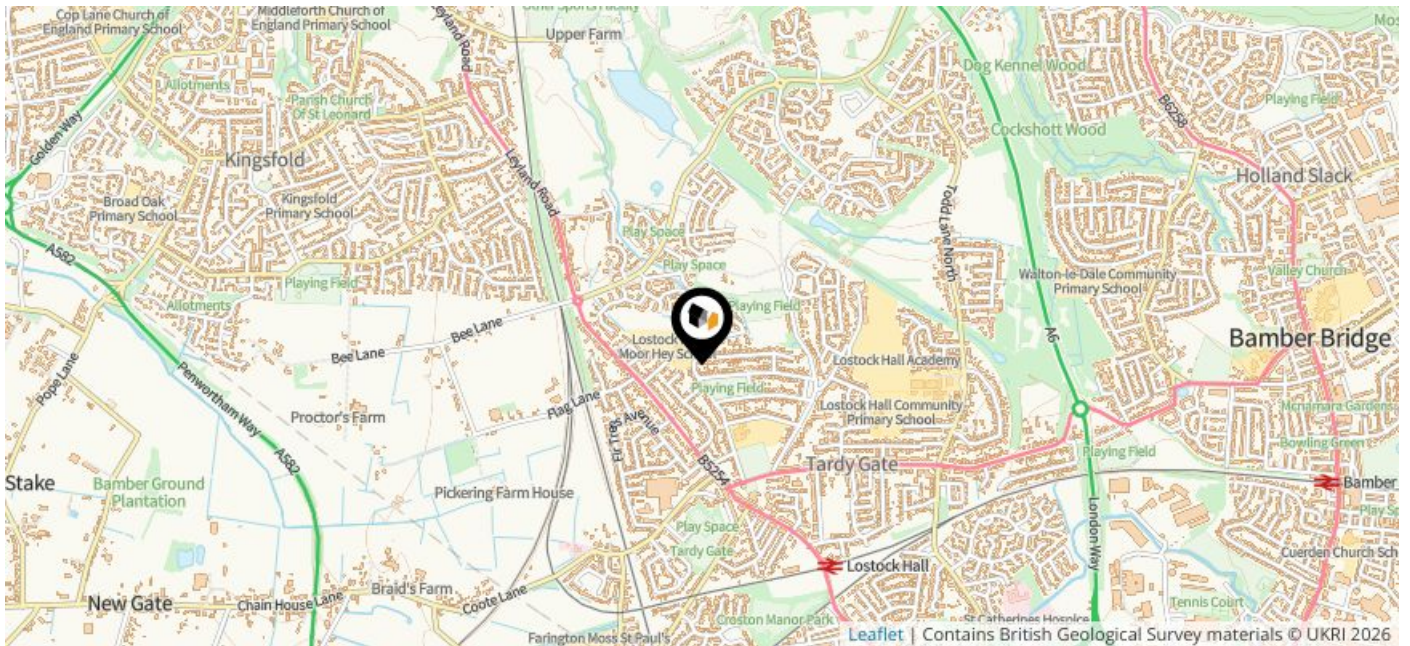 Cop Lane Church of
England Primary School
Middleforth Church of
England Primary School
Leyland Road
Other Sports Facility
Upper Farm
Allotments
Parish Church
Of St Leonard
Golden Way
Kingsfold
Leyland Road
Broad Oak
Primary School
Kingsfold
Primary School
Play Space
Play Space
Dog Kennel Wood
Cockshott Wood
B6258
Playing Field
Holland Slack
Todd Lane North
A582
Allotments
Playing Field
Walton-le-Dale Community
Primary School
Valley Church
Playing Field
A6
Bee Lane
Bee Lane
Lostock
Moor Hey School
Lostock Hall Academy
Bamber Bridge
Pope Lane
Penwortham Way
Proctor's Farm
Flag Lane
Fir Trees Avenue
Playing Field
Lostock Hall Community
Primary School
Mcnamara Gardens
Bowling Green
A582
B5254
Tardy Gate
Playing Field
Stake
Bamber Ground
Plantation
Pickering Farm House
Bamber
Play Sp
Play Space
Tardy Gate
London Way
Cuerden Church Sch
Lostock Hall
Braid's Farm
New Gate
Chain House Lane
Coote Lane
Tennis Court
Croston Manor Park
St Catherines Hospice
Farington Moss St Paul's
Leaflet | Contains British Geological Survey materials © UKRI 2026